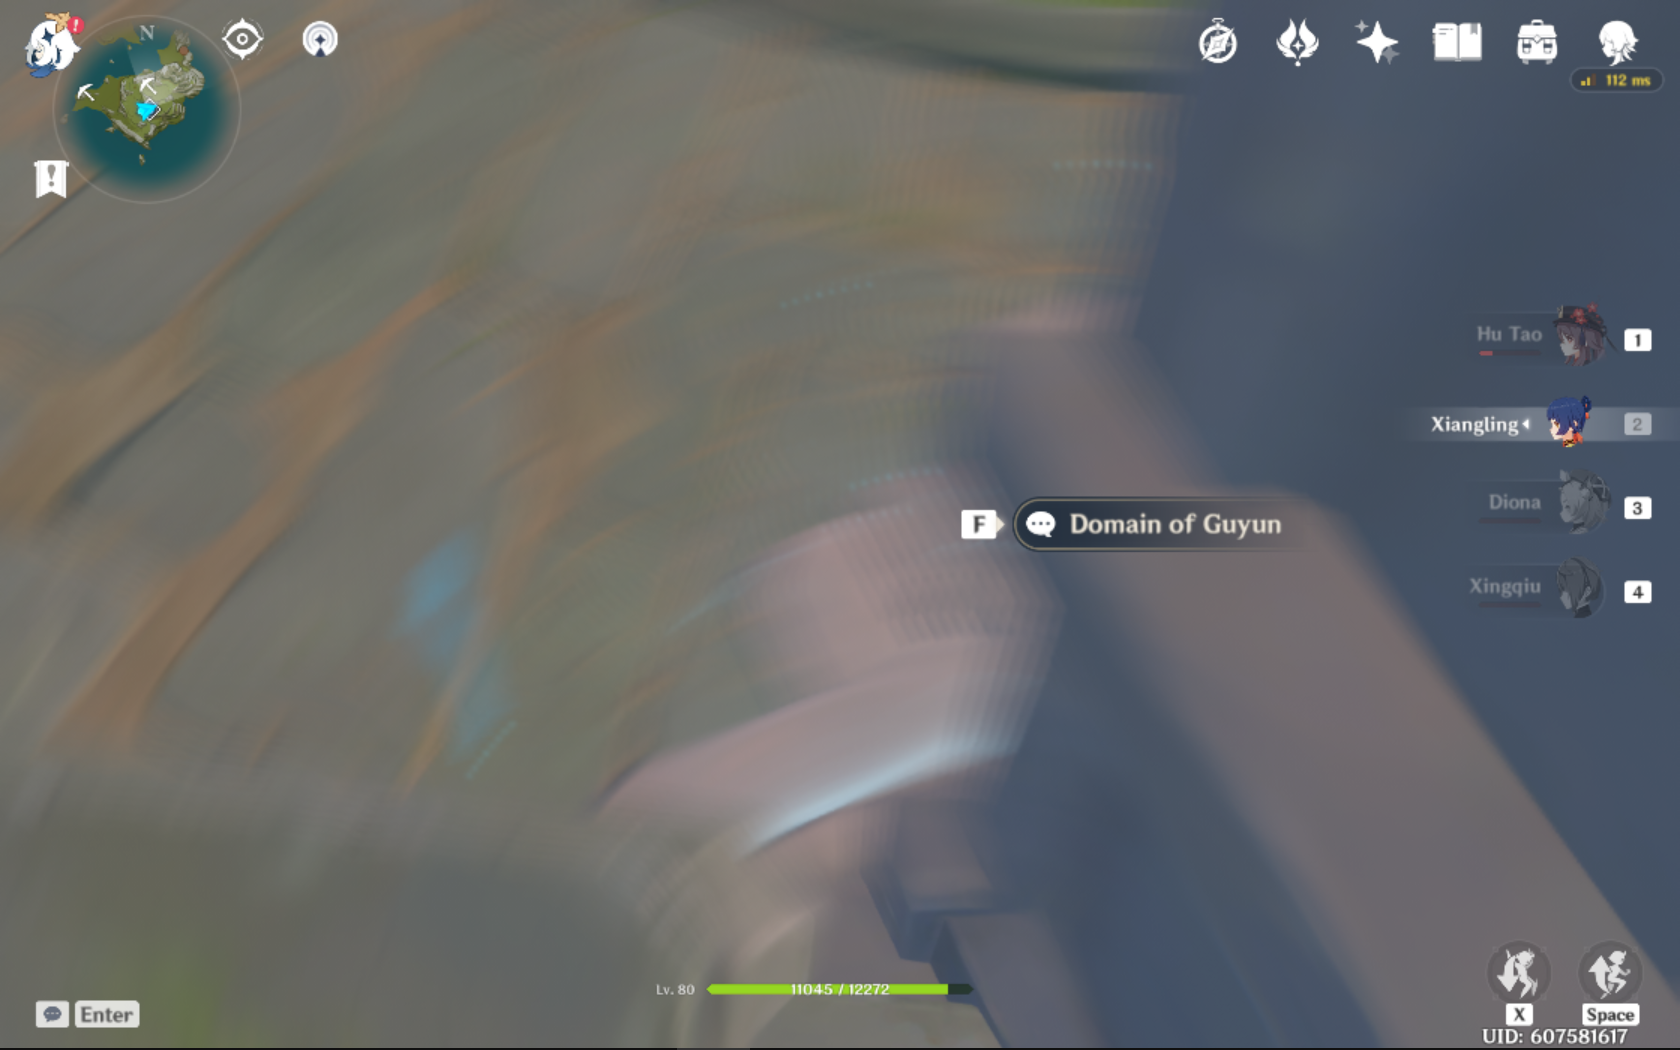 N
112 ms
Hu Tao
1
Xiangling
2
F
Domain of Guyun
Diona
3
Xingqiu
4
Lv. 80
11045 / 12272
Enter
X
Space
UID: 607581617